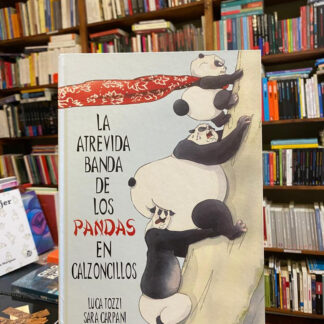 LA
ATREVIDA
BANDA
DE
LOS
PANDAS
EN
CALZONCILLOS
LUCA TOZZI
SARA CARPANI